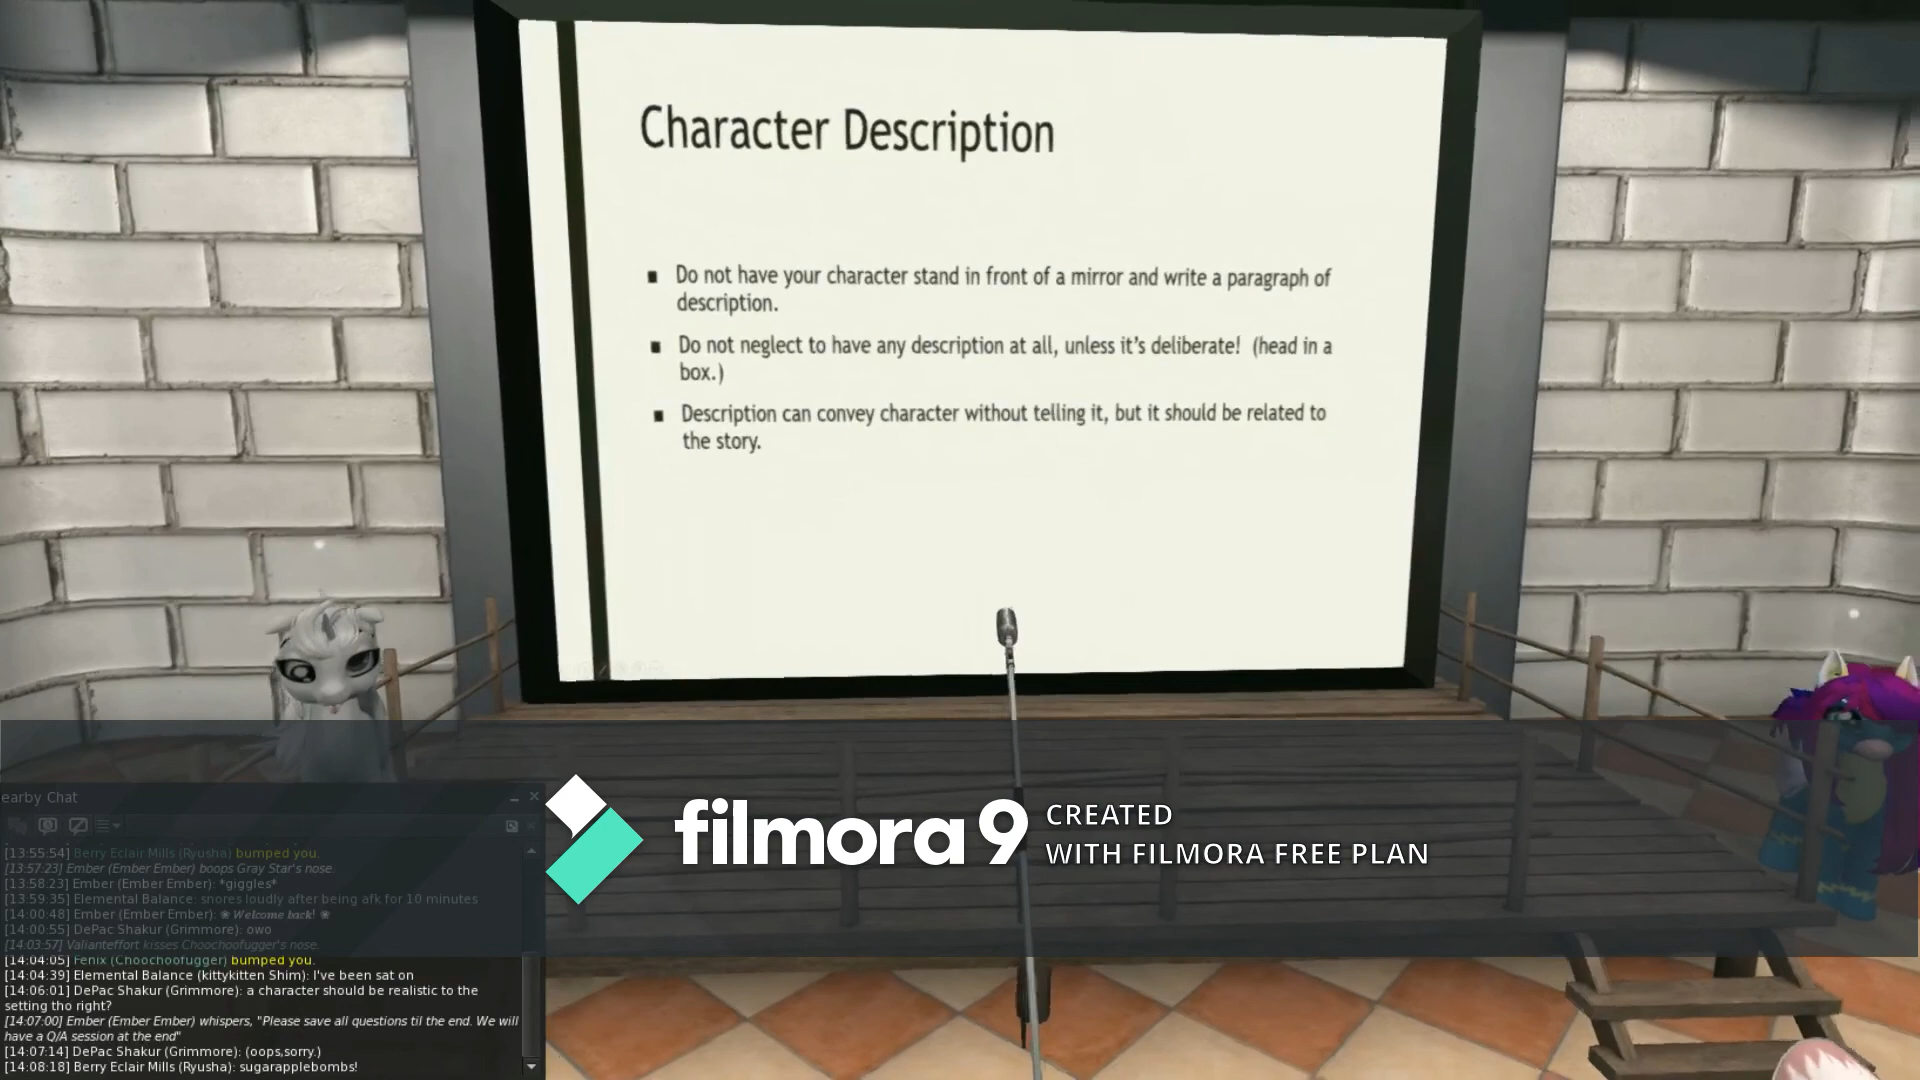 Character Description
▪ Do not have your character stand in front of a mirror and write a paragraph of
description.
▪ Do not neglect to have any description at all, unless it’s deliberate!  (head in a
box.)
▪ Description can convey character without telling it, but it should be related to
the story.
filmora 9
CREATED
WITH FILMORA FREE PLAN
earby Chat
[13:55:54] Berry Eclair Mills (Ryusha) bumped you.
[13:57:23] Ember (Ember Ember) boops Gray Star's nose.
[13:58:23] Ember (Ember Ember): *giggles*
[13:59:35] Elemental Balance: snores loudly after being afk for 10 minutes
[14:00:48] Ember (Ember Ember): ❀ Welcome back! ❀
[14:00:55] DePac Shakur (Grimmore): owo
[14:03:57] Valianteffort kisses Choochoofugger's nose.
[14:04:05] Fenix (Choochoofugger) bumped you.
[14:04:39] Elemental Balance (kittykitten Shim): I've been sat on
[14:06:01] DePac Shakur (Grimmore): a character should be realistic to the
setting tho right?
[14:07:00] Ember (Ember Ember) whispers, "Please save all questions til the end. We will
have a Q/A session at the end"
[14:07:14] DePac Shakur (Grimmore): (oops,sorry.)
[14:08:18] Berry Eclair Mills (Ryusha): sugarapplebombs!